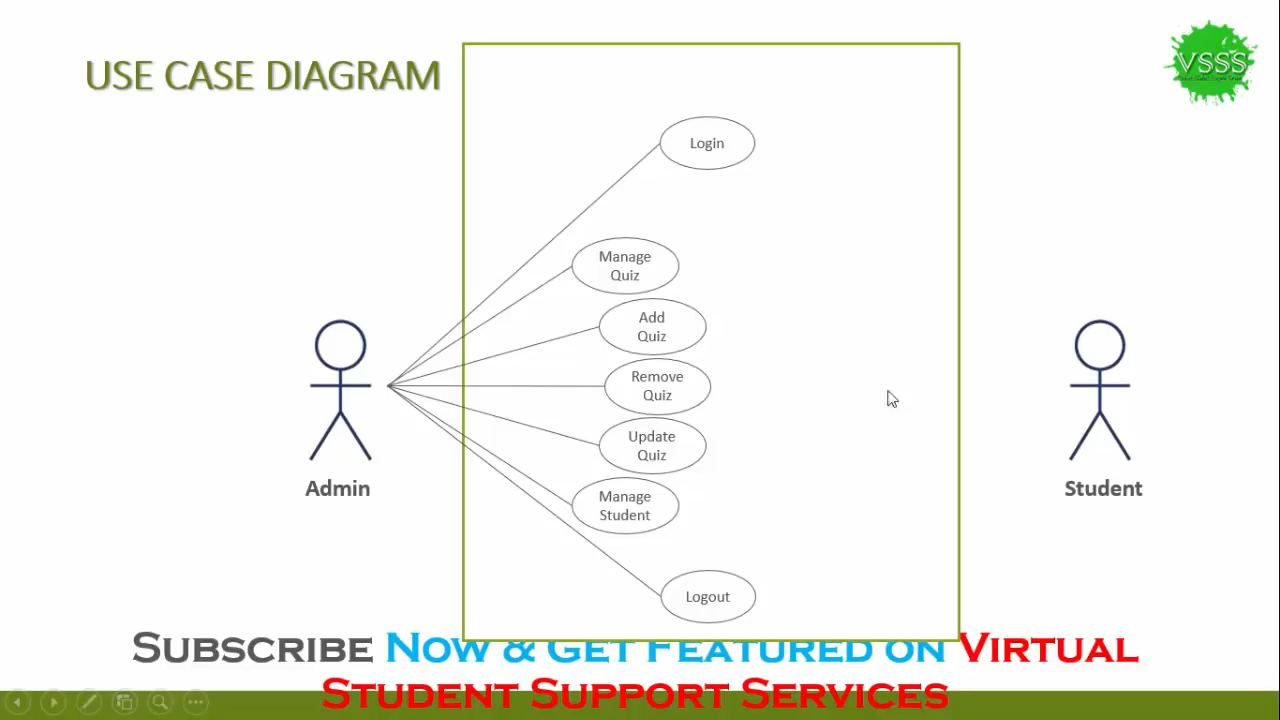 USE CASE DIAGRAM
VSSS
Login
Manage
Quiz
Add
Quiz
Remove
Quiz
Update
Quiz
Manage
Student
Logout
Admin
Student
SUBSCRIBE NOW & GET FEATURED ON VIRTUAL
STUDENT SUPPORT SERVICES